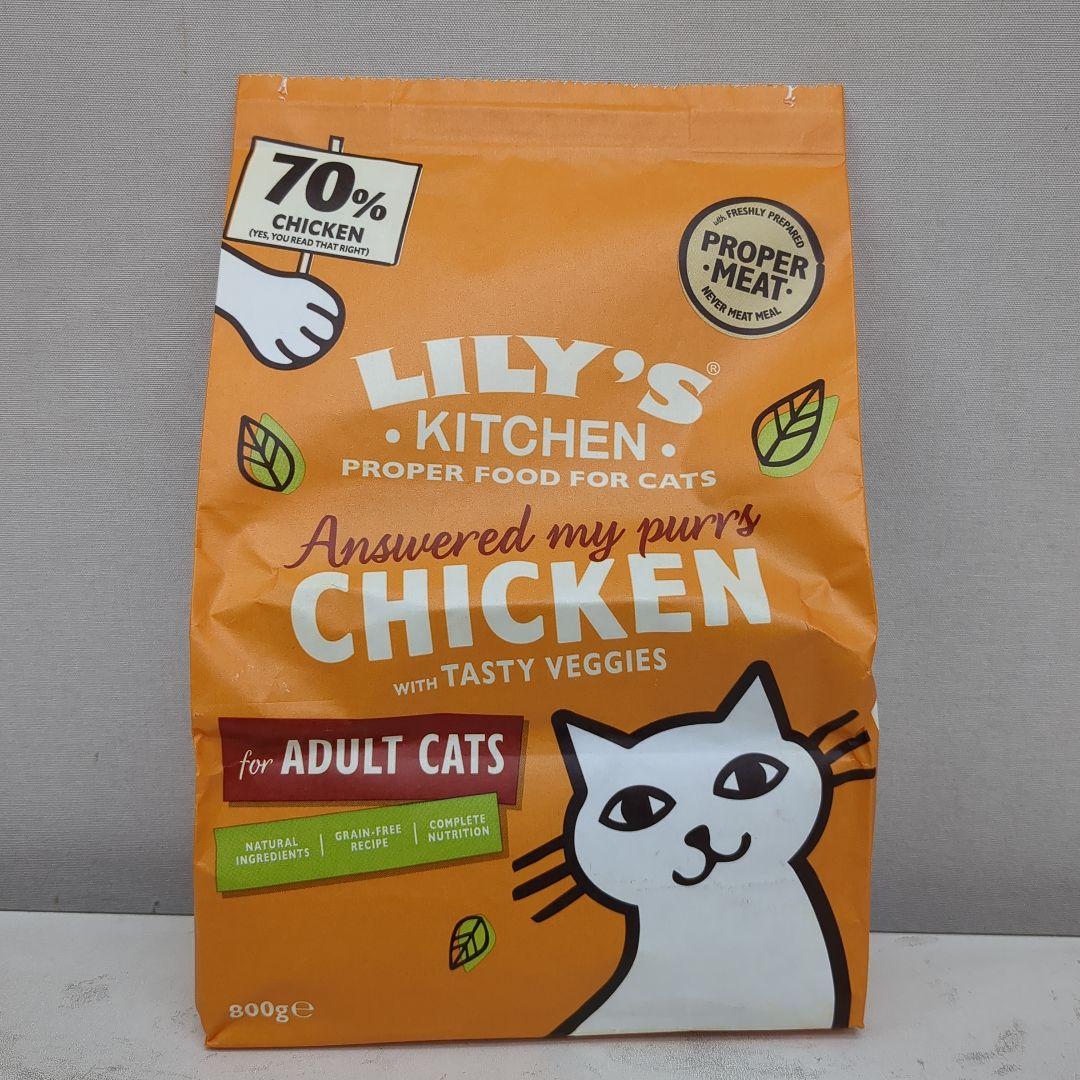 70%
CHICKEN
(YES, YOU READ THAT RIGHT)
with FRESHLY PREPARED
PROPER
•MEAT•
NEVER MEAT MEAL
LILY'S®
• KITCHEN •
PROPER FOOD FOR CATS
Answered my purrs
CHICKEN
WITH TASTY VEGGIES
for ADULT CATS
NATURAL
INGREDIENTS
GRAIN-FREE
RECIPE
COMPLETE
NUTRITION
800g℮